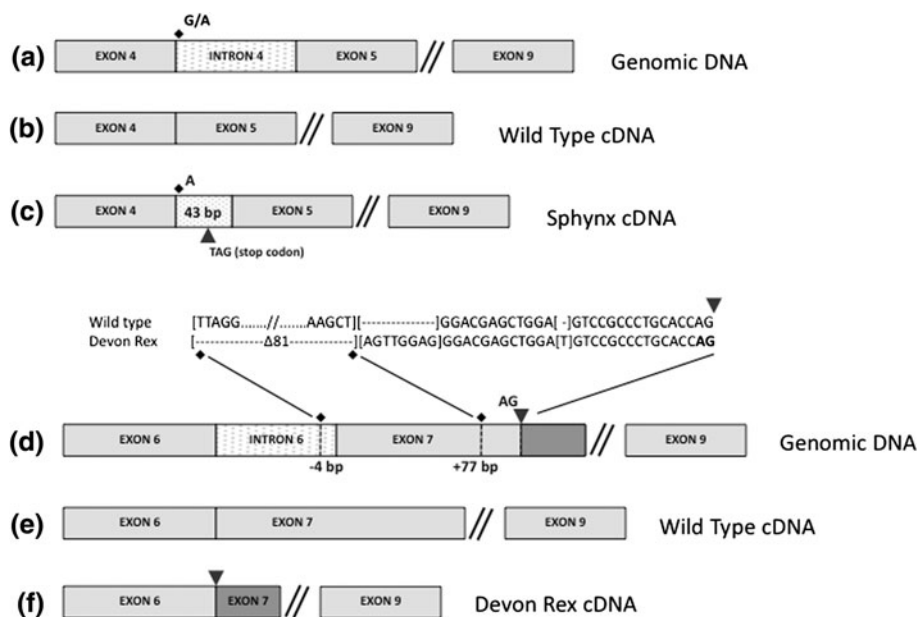 G/A
(a) EXON 4 INTRON 4 EXON 5 // EXON 9 Genomic DNA
(b) EXON 4 EXON 5 // EXON 9 Wild Type cDNA
A
(c) EXON 4 43 bp EXON 5 // EXON 9 Sphynx cDNA
TAG (stop codon)
Wild type [TTAGG.......//.......AAGCT][-------------]GGACGAGCTGGA[ -]GTCCGCCCTGCACCAG
Devon Rex [----------------Δ81----------------][AGTTGGAG]GGACGAGCTGGA[T]GTCCGCCCTGCACCAG
AG
(d) EXON 6 INTRON 6 EXON 7 // EXON 9 Genomic DNA
-4 bp +77 bp
(e) EXON 6 EXON 7 // EXON 9 Wild Type cDNA
(f) EXON 6 EXON 7 // EXON 9 Devon Rex cDNA